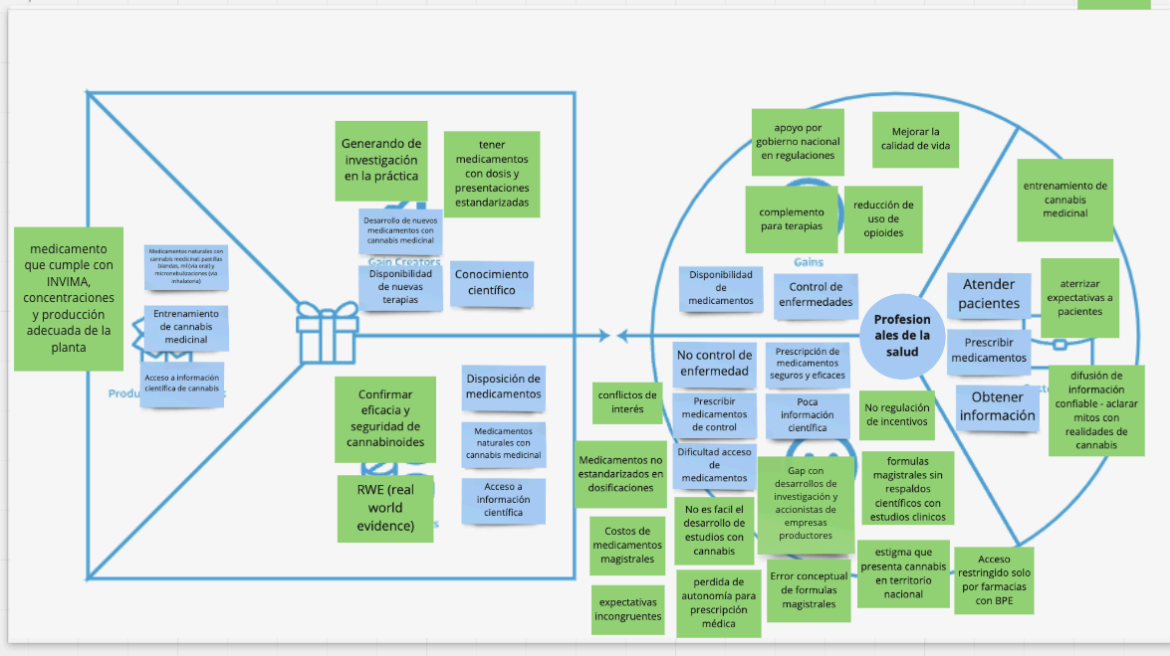 medicamento
que cumple con
INVIMA,
concentraciones
y producción
adecuada de la
planta
Medicamentos naturales con
cannabis medicinal: pastillas
micronebulizaciones (vía
inhalatoria)
Entrenamiento
de cannabis
medicinal
Acceso a información
científica de cannabis
Produ
s
Generando de
investigación
en la práctica
tener
medicamentos
con dosis y
presentaciones
estandarizadas
Desarrollo de nuevos
medicamentos con
cannabis medicinal
Gain Creators
Disponibilidad
de nuevas
terapias
Conocimiento
científico
Confirmar
eficacia y
seguridad de
cannabinoides
RWE (real
world
evidence)
s
Disposición de
medicamentos
Medicamentos
naturales con
cannabis medicinal
Acceso a
información
científica
apoyo por
gobierno nacional
en regulaciones
Mejorar la
calidad de vida
complemento
para terapias
reducción de
uso de
opioides
Gains
Disponibilidad
de
medicamentos
Control de
enfermedades
Profesion
ales de la
salud
entrenamiento de
cannabis
medicinal
Atender
pacientes
aterrizar
expectativas a
pacientes
Prescribir
medicamentos
Obtener
información
difusión de
información
confiable - aclarar
mitos con
realidades de
cannabis
No control de
enfermedad
Prescripción de
medicamentos
seguros y eficaces
conflictos de
interés
Prescribir
medicamentos
de control
Poca
información
científica
No regulación
de incentivos
Medicamentos no
estandarizados en
dosificaciones
Dificultad acceso
de
medicamentos
Gap con
desarrollos de
investigación y
accionistas de
empresas
productores
formulas
magistrales sin
respaldos
científicos con
estudios clinicos
Costos de
medicamentos
magistrales
No es facil el
desarrollo de
estudios con
cannabis
expectativas
incongruentes
perdida de
autonomía para
prescripción
médica
Error conceptual
de formulas
magistrales
estigma que
presenta cannabis
en territorio
nacional
Acceso
restringido solo
por farmacias
con BPE